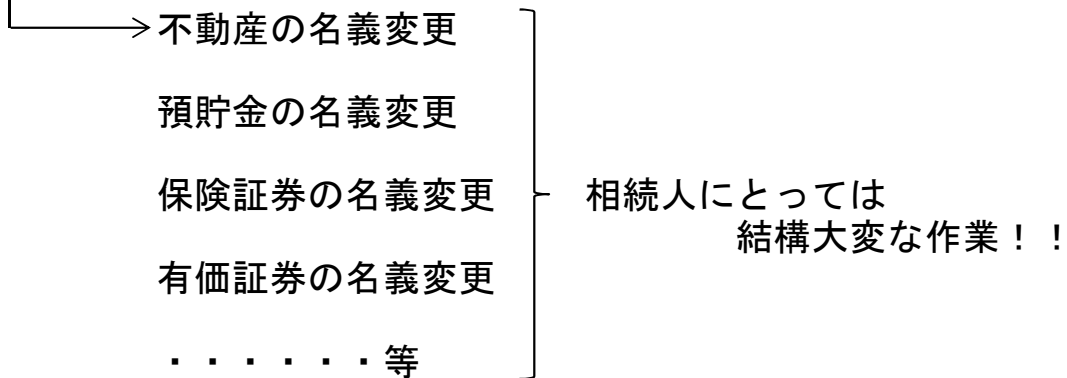 不動産の名義変更
預貯金の名義変更
保険証券の名義変更
有価証券の名義変更
・・・・・・等
相続人にとっては
結構大変な作業！！